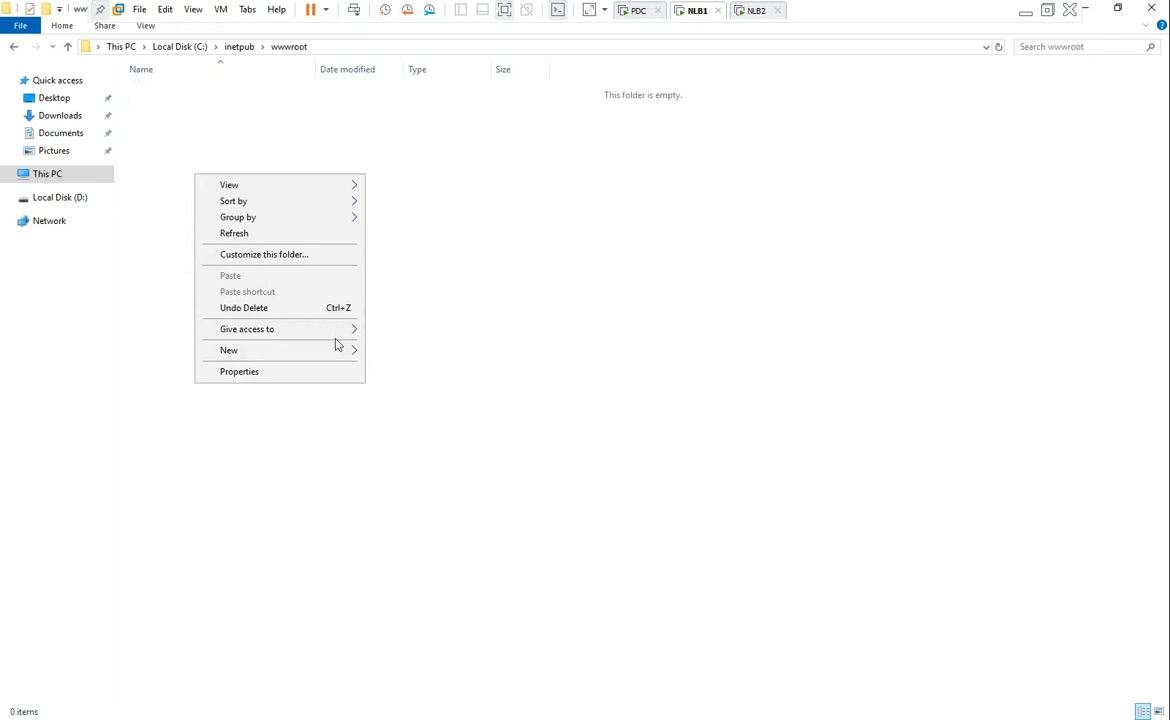 ww File Edit View VM Tabs Help PDC NLB1 NLB2
File Home Share View
This PC Local Disk (C:) inetpub wwwroot Search wwwroot
Name Date modified Type Size
This folder is empty.
Quick access
Desktop
Downloads
Documents
Pictures
This PC
Local Disk (D:)
Network
View
Sort by
Group by
Refresh
Customize this folder...
Paste
Paste shortcut
Undo Delete Ctrl+Z
Give access to
New
Properties
0 items